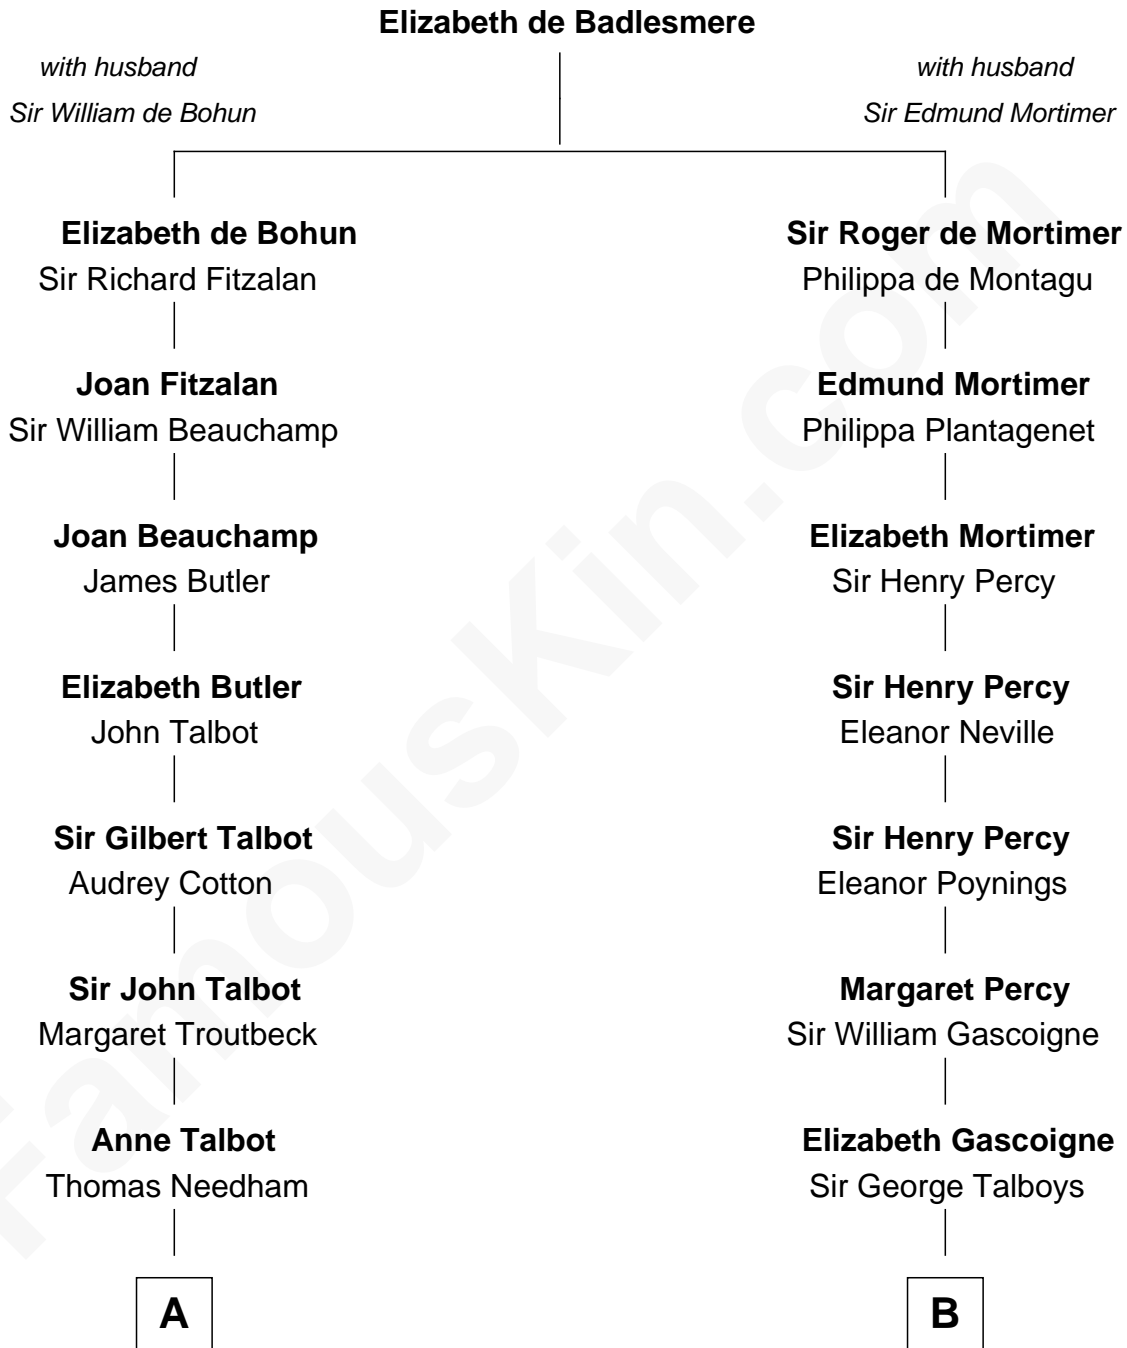 Elizabeth de Badlesmere
with husband
Sir William de Bohun
with husband
Sir Edmund Mortimer
Elizabeth de Bohun
Sir Richard Fitzalan
Sir Roger de Mortimer
Philippa de Montagu
Joan Fitzalan
Sir William Beauchamp
Edmund Mortimer
Philippa Plantagenet
Joan Beauchamp
James Butler
Elizabeth Mortimer
Sir Henry Percy
Elizabeth Butler
John Talbot
Sir Henry Percy
Eleanor Neville
Sir Gilbert Talbot
Audrey Cotton
Sir Henry Percy
Eleanor Poynings
Sir John Talbot
Margaret Troutbeck
Margaret Percy
Sir William Gascoigne
Anne Talbot
Thomas Needham
Elizabeth Gascoigne
Sir George Talboys
A
B
FamousKin.com